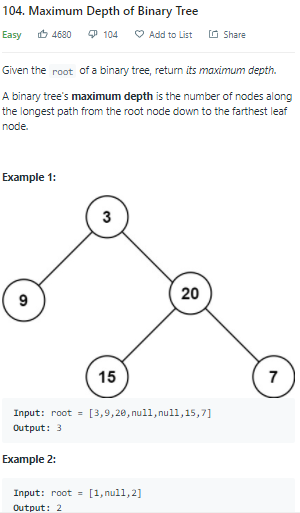 104. Maximum Depth of Binary Tree
Easy 4680 104 Add to List Share
Given the root of a binary tree, return its maximum depth.
A binary tree's maximum depth is the number of nodes along
the longest path from the root node down to the farthest leaf
node.
Example 1:
3
9
20
15
7
Input: root = [3,9,20,null,null,15,7]
Output: 3
Example 2:
Input: root = [1,null,2]
Output: 2